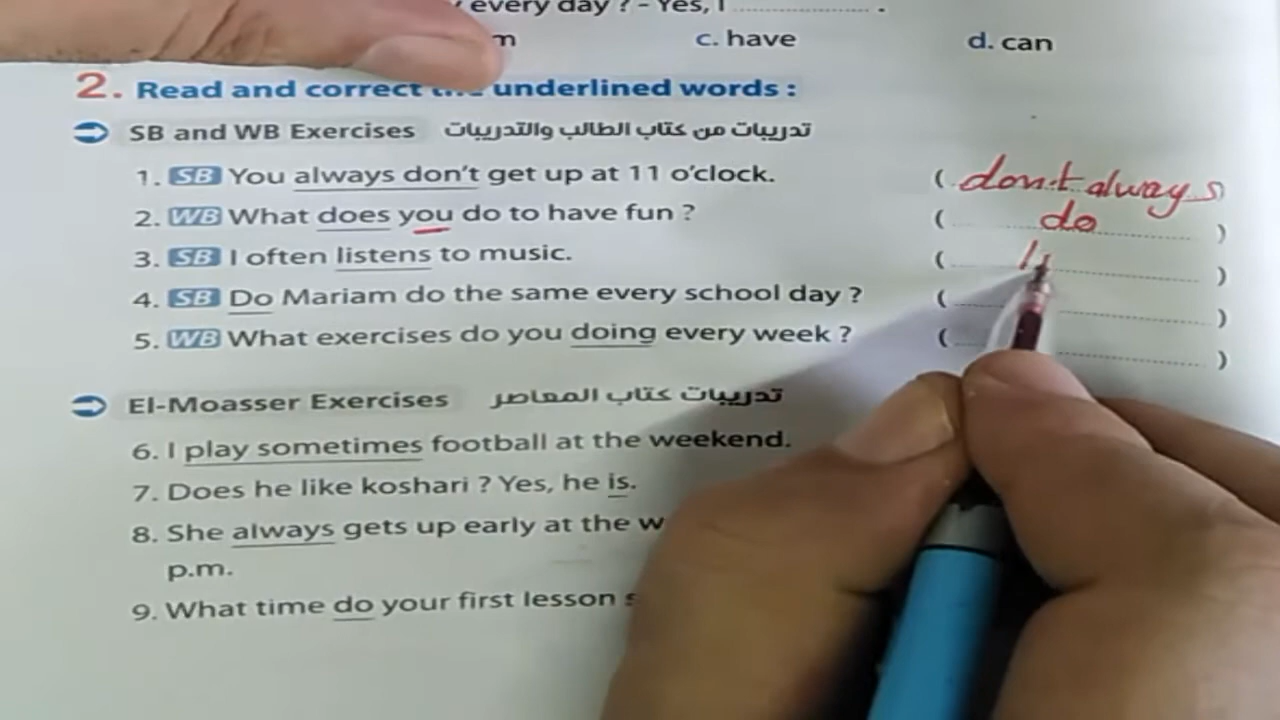 every day ? - Yes, I ............ .
c. have d. can
2. Read and correct underlined words :
SB and WB Exercises تدريبات من كتاب الطالب والتدريبات
1. SB You always don't get up at 11 o'clock. (don't always)
2. WB What does you do to have fun ? (do)
3. SB I often listens to music. ( )
4. SB Do Mariam do the same every school day ? (
)
5. WB What exercises do you doing every week ? ( )
El-Moasser Exercises تدريبات كتاب المعاصر
6. I play sometimes football at the weekend.
7. Does he like koshari ? Yes, he is.
8. She always gets up early at the
p.m.
9. What time do your first lesson